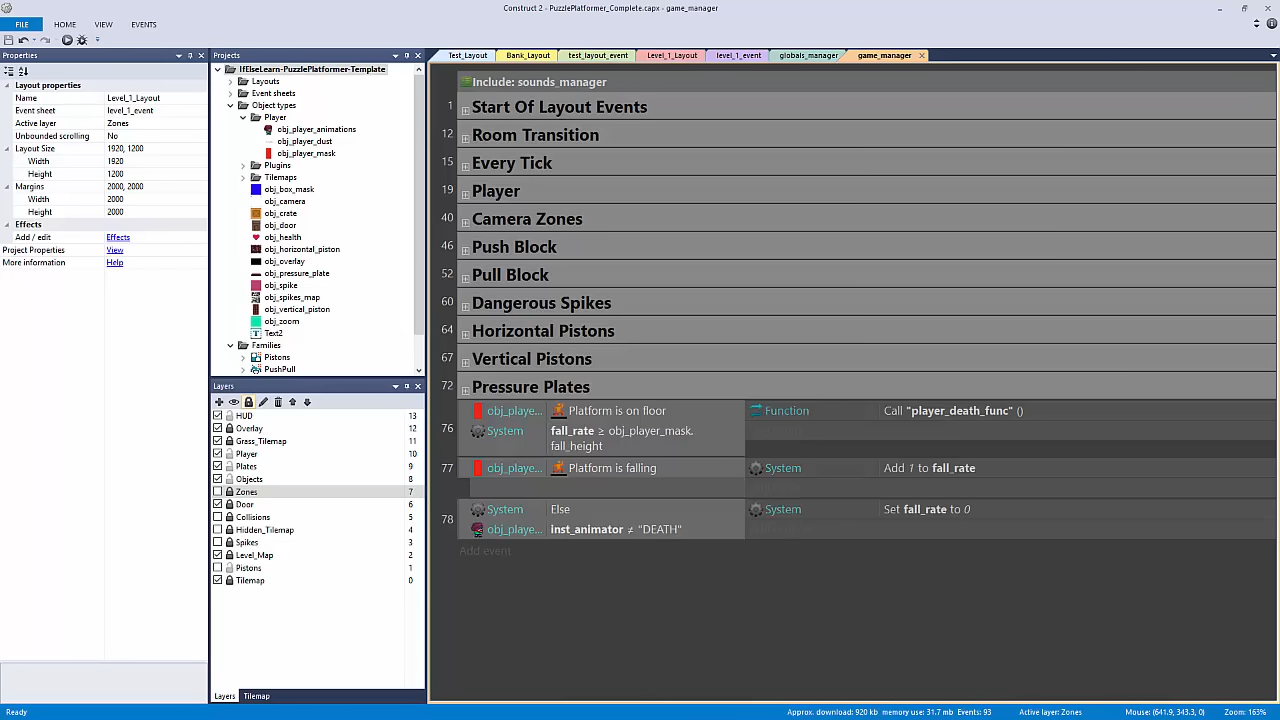 Construct 2 - PuzzlePlatformer_Complete.capx - game_manager
FILE HOME VIEW EVENTS
Properties
Layout properties
Name Level_1_Layout
Event sheet level_1_event
Active layer Zones
Unbounded scrolling No
Layout Size 1920, 1200
Width 1920
Height 1200
Margins 2000, 2000
Width 2000
Height 2000
Effects
Add / edit Effects
Project Properties View
More information Help
Projects
IfElseLearn-PuzzlePlatformer-Template
Layouts
Event sheets
Object types
Player
obj_player_animations
obj_player_dust
obj_player_mask
Plugins
Tilemaps
obj_box_mask
obj_camera
obj_crate
obj_door
obj_health
obj_horizontal_piston
obj_overlay
obj_pressure_plate
obj_spike
obj_spikes_map
obj_vertical_piston
obj_zoom
Text2
Families
Pistons
PushPull
Layers
HUD 13
Overlay 12
Grass_Tilemap 11
Player 10
Plates 9
Objects 8
Zones 7
Door 6
Collisions 5
Hidden_Tilemap 4
Spikes 3
Level_Map 2
Pistons 1
Tilemap 0
Layers Tilemap
Test_Layout Bank_Layout test_layout_event Level_1_Layout level_1_event globals_manager game_manager
Include: sounds_manager
1 Start Of Layout Events
12 Room Transition
15 Every Tick
19 Player
40 Camera Zones
46 Push Block
52 Pull Block
60 Dangerous Spikes
64 Horizontal Pistons
67 Vertical Pistons
72 Pressure Plates
76 obj_playe... Platform is on floor Function Call "player_death_func" ()
System fall_rate ≥ obj_player_mask.
fall_height
77 obj_playe... Platform is falling System Add 1 to fall_rate
78 System Else System Set fall_rate to 0
obj_playe... inst_animator ≠ "DEATH"
Add event
Ready Approx. download: 920 kb memory use: 31.7 mb Events: 93 Active layer: Zones Mouse: (641.9, 343.3, 0) Zoom: 163%